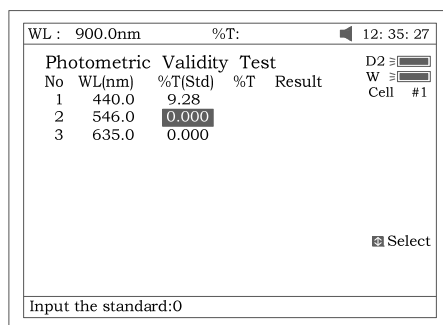 WL : 900.0nm %T: 12: 35: 27
Photometric Validity Test
D2
No WL(nm) %T(Std) %T Result
W
1 440.0 9.28
Cell #1
2 546.0 0.000
3 635.0 0.000
Select
Input the standard:0